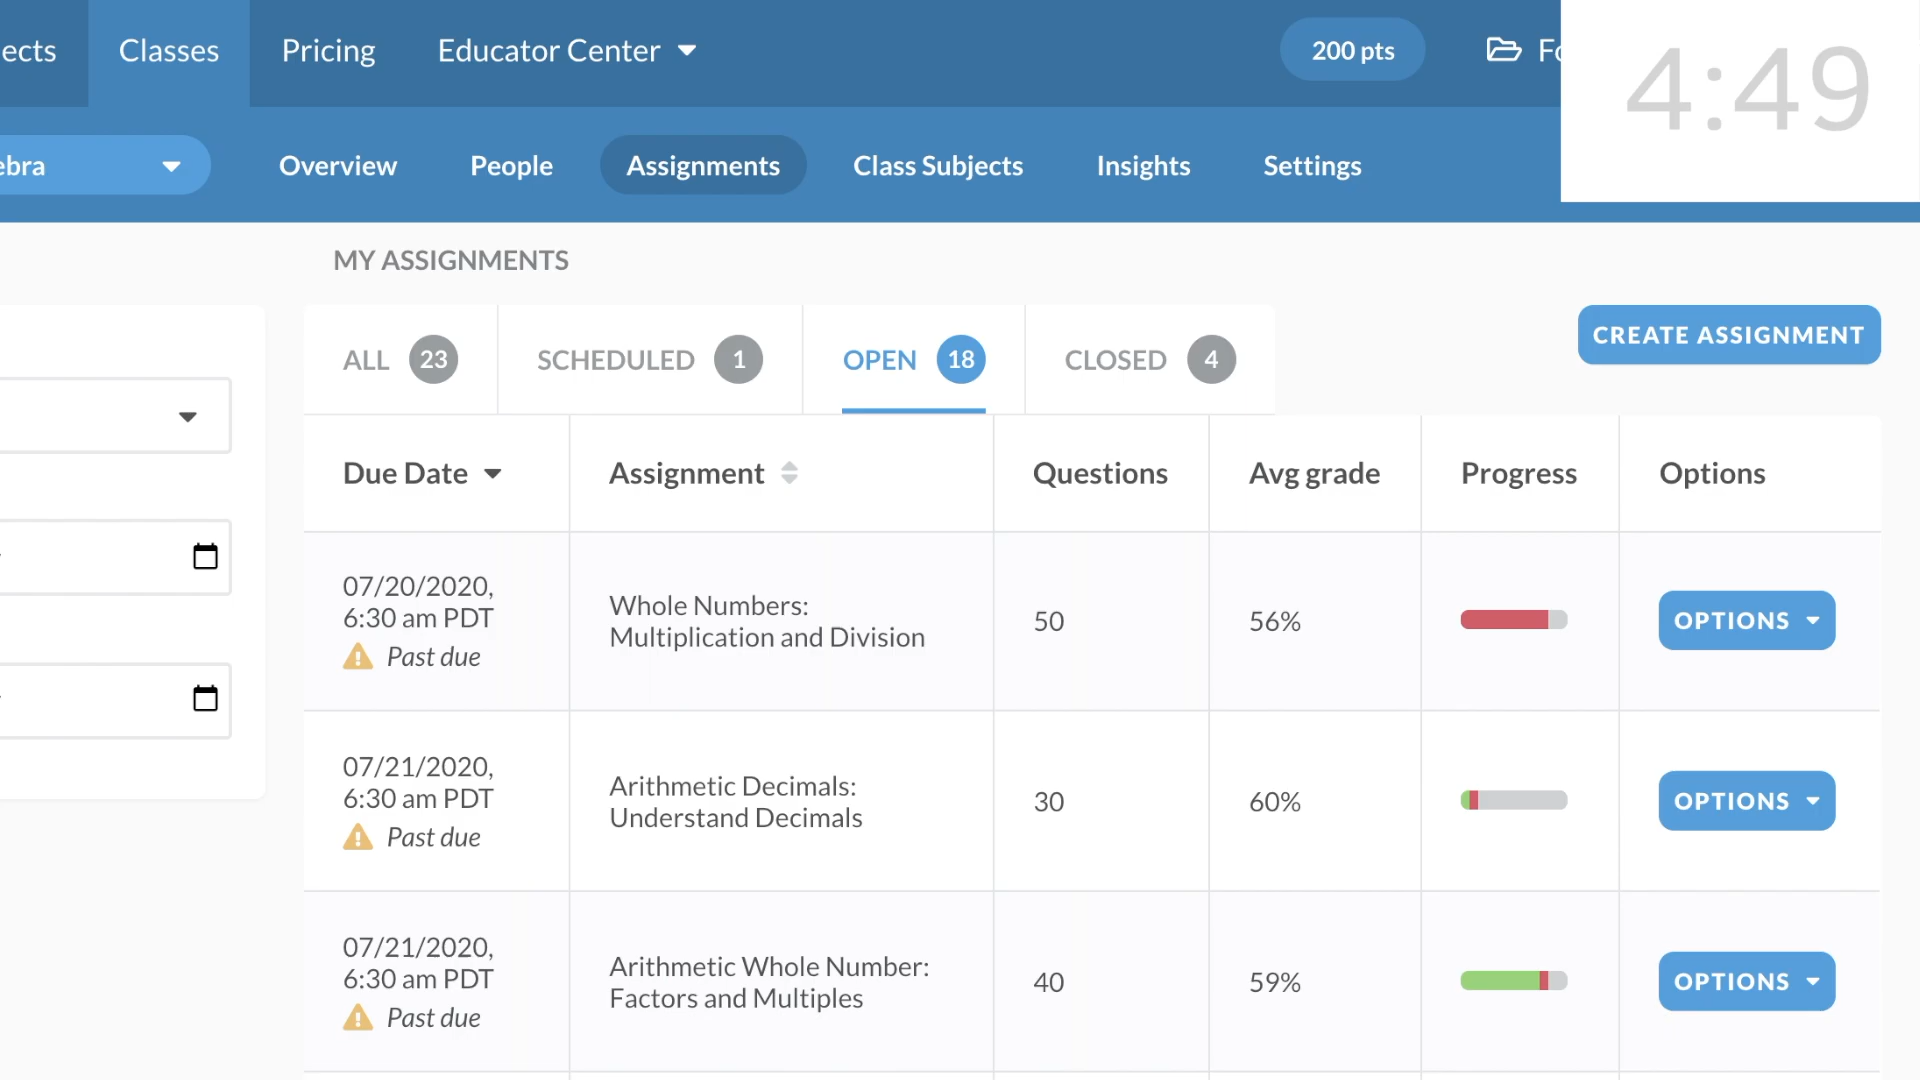 ects Classes Pricing Educator Center 200 pts Fo
4:49
ebra Overview People Assignments Class Subjects Insights Settings
MY ASSIGNMENTS
ALL 23 SCHEDULED 1 OPEN 18 CLOSED 4
CREATE ASSIGNMENT
Due Date Assignment Questions Avg grade Progress Options
07/20/2020,
6:30 am PDT
Past due
Whole Numbers:
Multiplication and Division
50
56%
OPTIONS
07/21/2020,
6:30 am PDT
Past due
Arithmetic Decimals:
Understand Decimals
30
60%
OPTIONS
07/21/2020,
6:30 am PDT
Past due
Arithmetic Whole Number:
Factors and Multiples
40
59%
OPTIONS